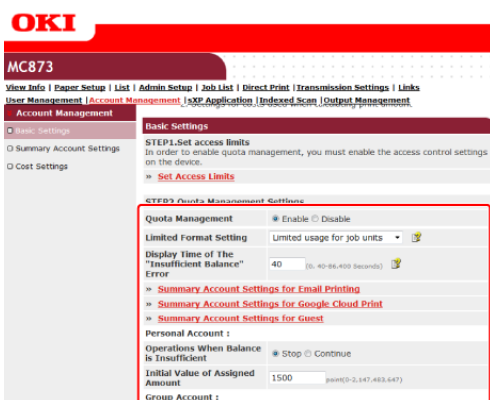 OKI
MC873
View Info | Paper Setup | List | Admin Setup | Job List | Direct Print | Transmission Settings | Links
User Management | Account Management | sXP Application | Indexed Scan | Output Management
Account Management
Basic Settings
Summary Account Settings
Cost Settings
Basic Settings
STEP1.Set access limits
In order to enable quota management, you must enable the access control settings
on the device.
» Set Access Limits
STEP2 Quota Management Settings
Quota Management Enable Disable
Limited Format Setting Limited usage for job units
Display Time of The
"Insufficient Balance"
Error
40 (0, 40-86,400 Seconds)
» Summary Account Settings for Email Printing
» Summary Account Settings for Google Cloud Print
» Summary Account Settings for Guest
Personal Account :
Operations When Balance
is Insufficient
Stop Continue
Initial Value of Assigned
Amount
1500 point(0-2,147,483,647)
Group Account :